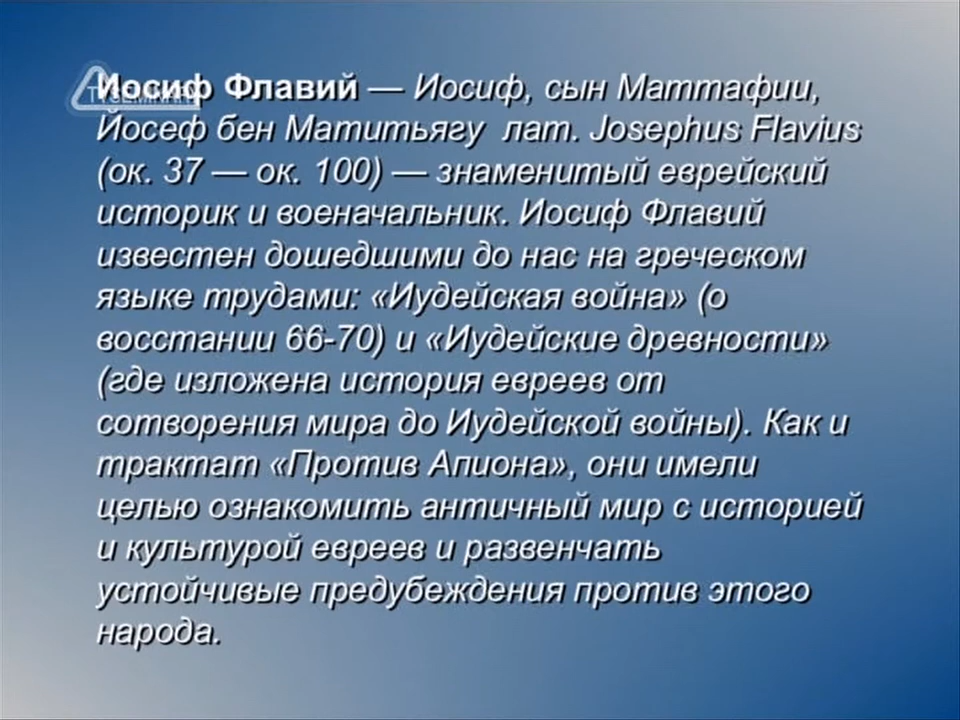 Иосиф Флавий — Иосиф, сын Маттафии,
Йосеф бен Матитьягу лат. Josephus Flavius
(ок. 37 — ок. 100) — знаменитый еврейский
историк и военачальник. Иосиф Флавий
известен дошедшими до нас на греческом
языке трудами: «Иудейская война» (о
восстании 66-70) и «Иудейские древности»
(где изложена история евреев от
сотворения мира до Иудейской войны). Как и
трактат «Против Апиона», они имели
целью ознакомить античный мир с историей
и культурой евреев и развенчать
устойчивые предубеждения против этого
народа.